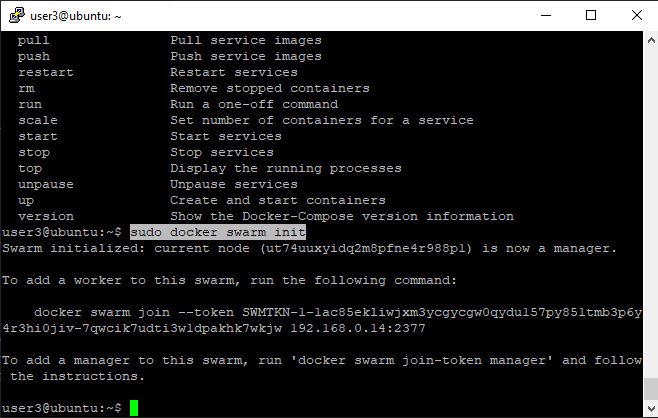 user3@ubuntu: ~
pull Pull service images
push Push service images
restart Restart services
rm Remove stopped containers
run Run a one-off command
scale Set number of containers for a service
start Start services
stop Stop services
top Display the running processes
unpause Unpause services
up Create and start containers
version Show the Docker-Compose version information
user3@ubuntu:~$ sudo docker swarm init
Swarm initialized: current node (ut74uuxyidq2m8pfne4r988pl) is now a manager.
To add a worker to this swarm, run the following command:
docker swarm join --token SWMTKN-1-1ac85ekliwjxm3ycgycgw0qydu157py85ltmb3p6y
4r3hi0jiv-7qwcik7udti3wldpakhk7wkjw 192.168.0.14:2377
To add a manager to this swarm, run 'docker swarm join-token manager' and follow
the instructions.
user3@ubuntu:~$